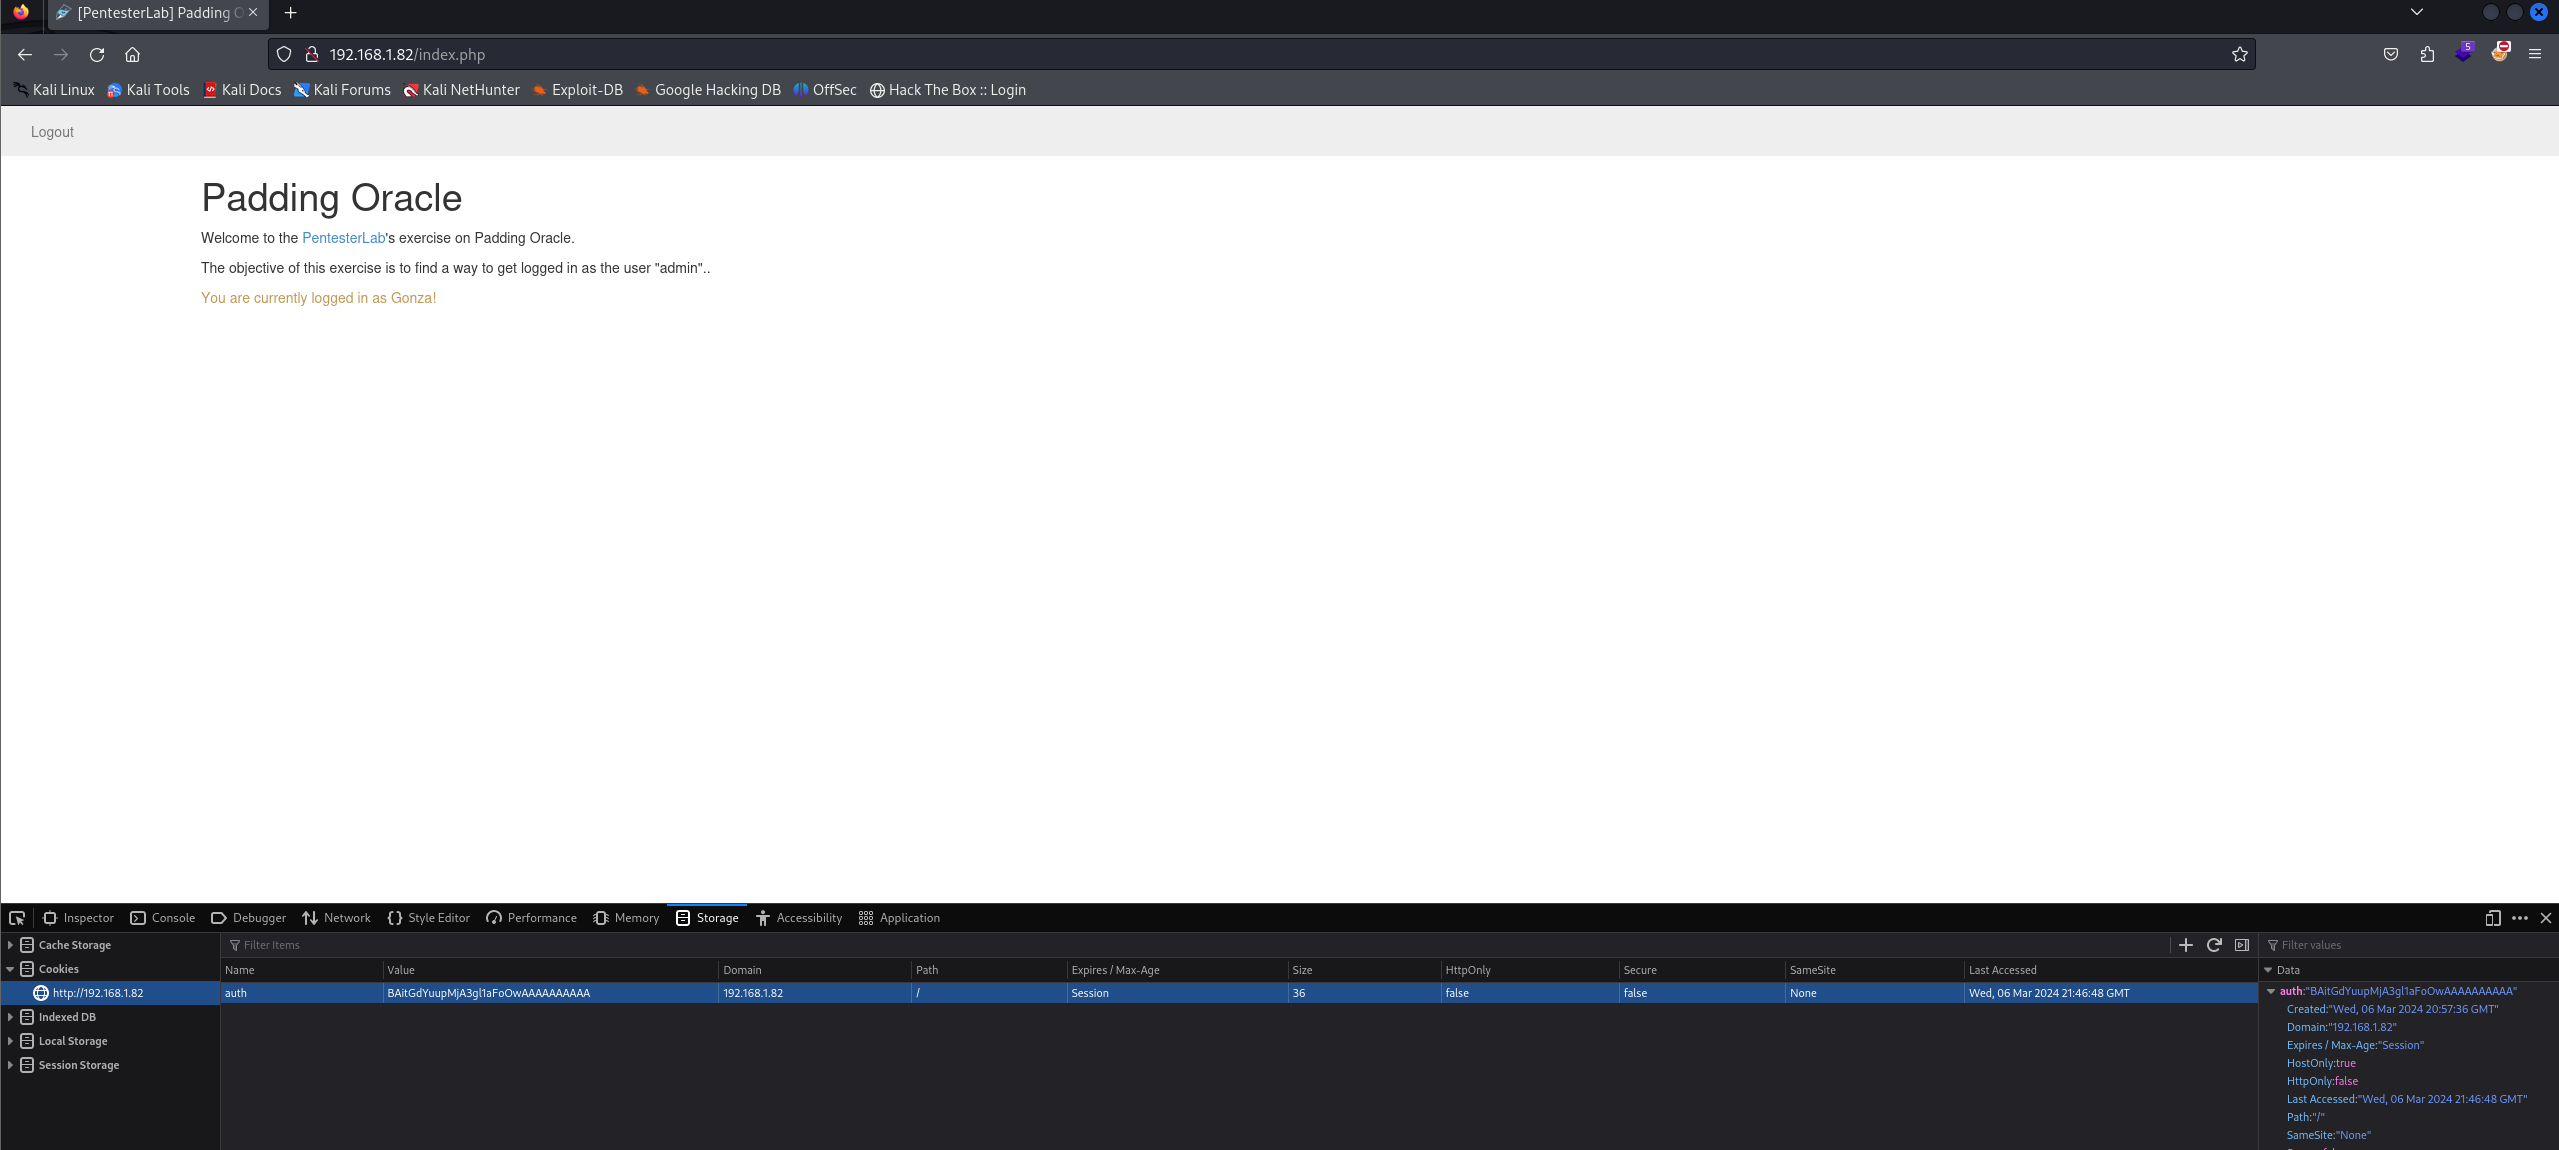 [PentesterLab] Padding O
192.168.1.82/index.php
5
Kali Linux Kali Tools Kali Docs Kali Forums Kali NetHunter Exploit-DB Google Hacking DB OffSec Hack The Box :: Login
Logout
Padding Oracle
Welcome to the PentesterLab's exercise on Padding Oracle.
The objective of this exercise is to find a way to get logged in as the user "admin"..
You are currently logged in as Gonza!
Inspector Console Debugger Network Style Editor Performance Memory Storage Accessibility Application
Cache Storage
Cookies
http://192.168.1.82
Indexed DB
Local Storage
Session Storage
Filter Items
Name Value Domain Path Expires / Max-Age Size HttpOnly Secure SameSite Last Accessed
auth BAitGdYuupMjA3gl1aFoOwAAAAAAAAAA 192.168.1.82 / Session 36 false false None Wed, 06 Mar 2024 21:46:48 GMT
Filter values
Data
auth:"BAitGdYuupMjA3gl1aFoOwAAAAAAAAAA"
Created:"Wed, 06 Mar 2024 20:57:36 GMT"
Domain:"192.168.1.82"
Expires / Max-Age:"Session"
HostOnly:true
HttpOnly:false
Last Accessed:"Wed, 06 Mar 2024 21:46:48 GMT"
Path:"/"
SameSite:"None"